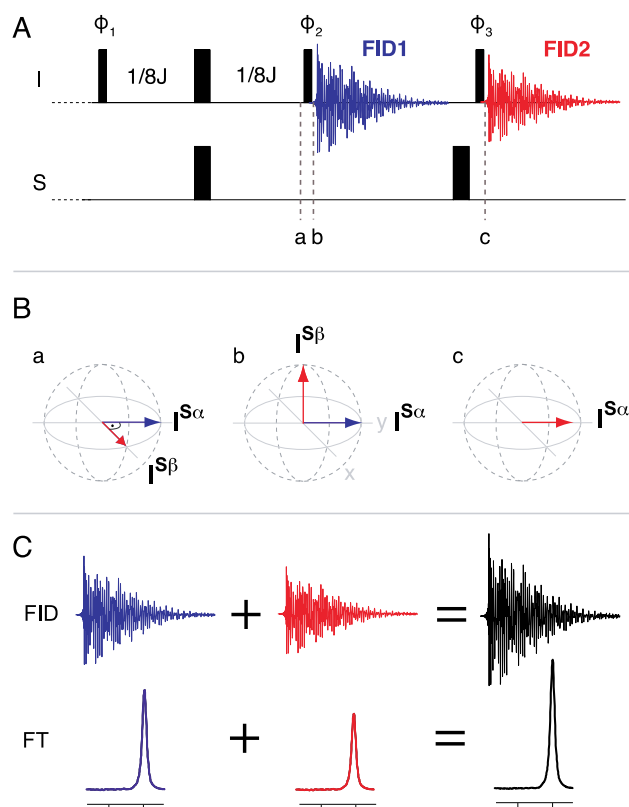 A
Φ1
Φ2
FID1
Φ3
FID2
I
1/8J
1/8J
S
a
b
c
B
a
I Sα
I Sβ
b
I Sβ
I Sα
y
x
c
I Sα
C
FID
+
=
FT
+
=